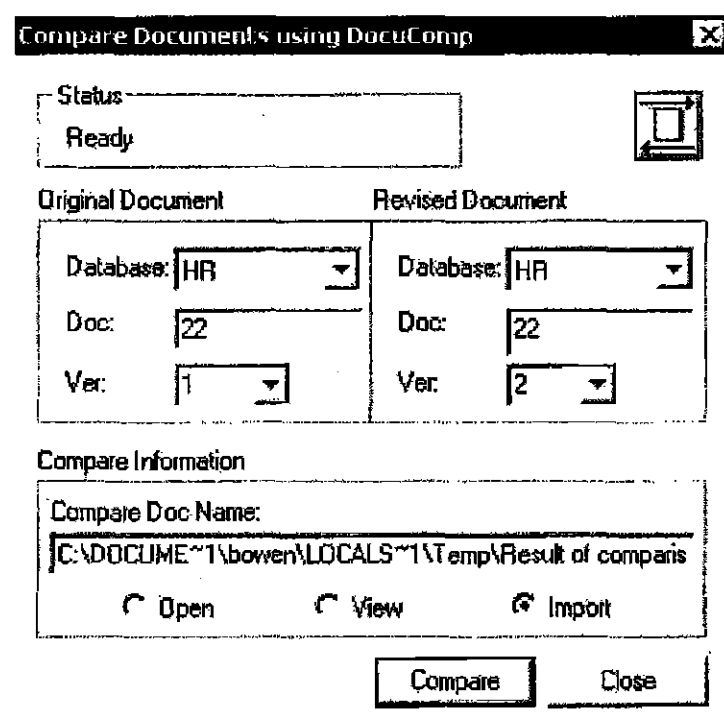 Compare Documents using DocuComp
Status
Ready
Original Document Revised Document
Database: HR Database: HR
Doc: 22 Doc: 22
Ver: 1 Ver: 2
Compare Information
Compare Doc Name:
C:\DOCUME~1\bowen\LOCALS~1\Temp\Result of comparis
Open View Import
Compare Close